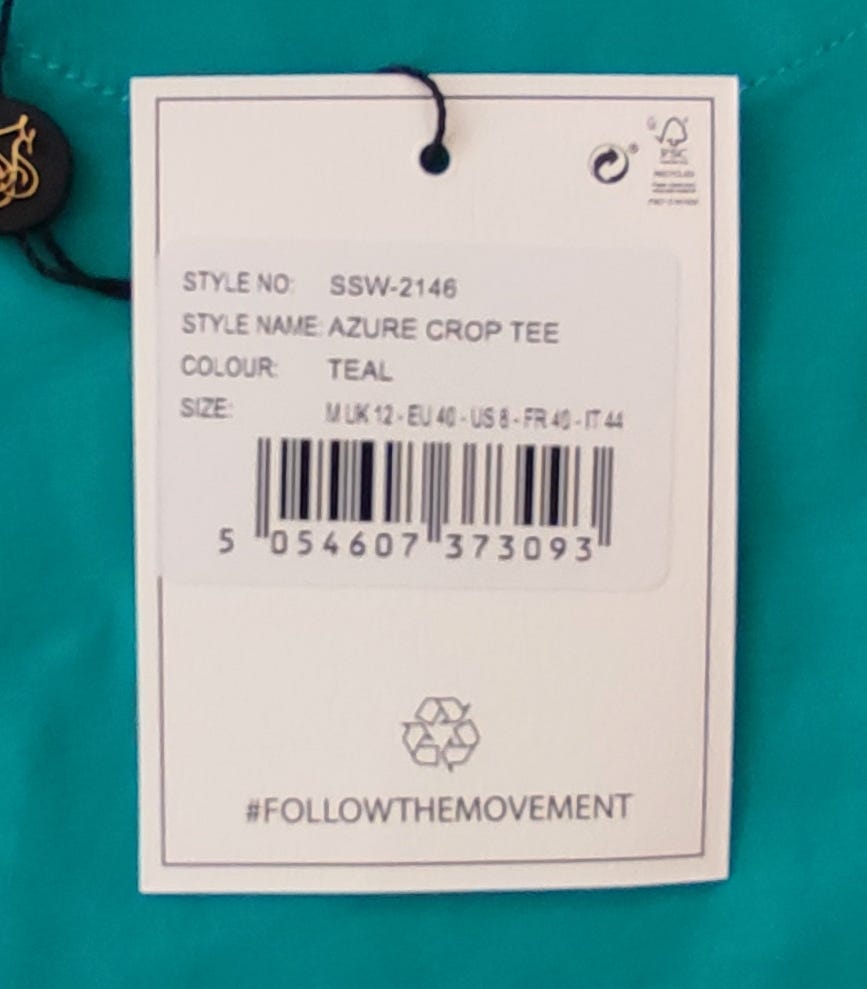 FSC
STYLE NO: SSW-2146
STYLE NAME: AZURE CROP TEE
COLOUR: TEAL
SIZE: M UK 12 - EU 40 - US 8 - FR 40 - IT 44
5 054607 373093
#FOLLOWTHEMOVEMENT